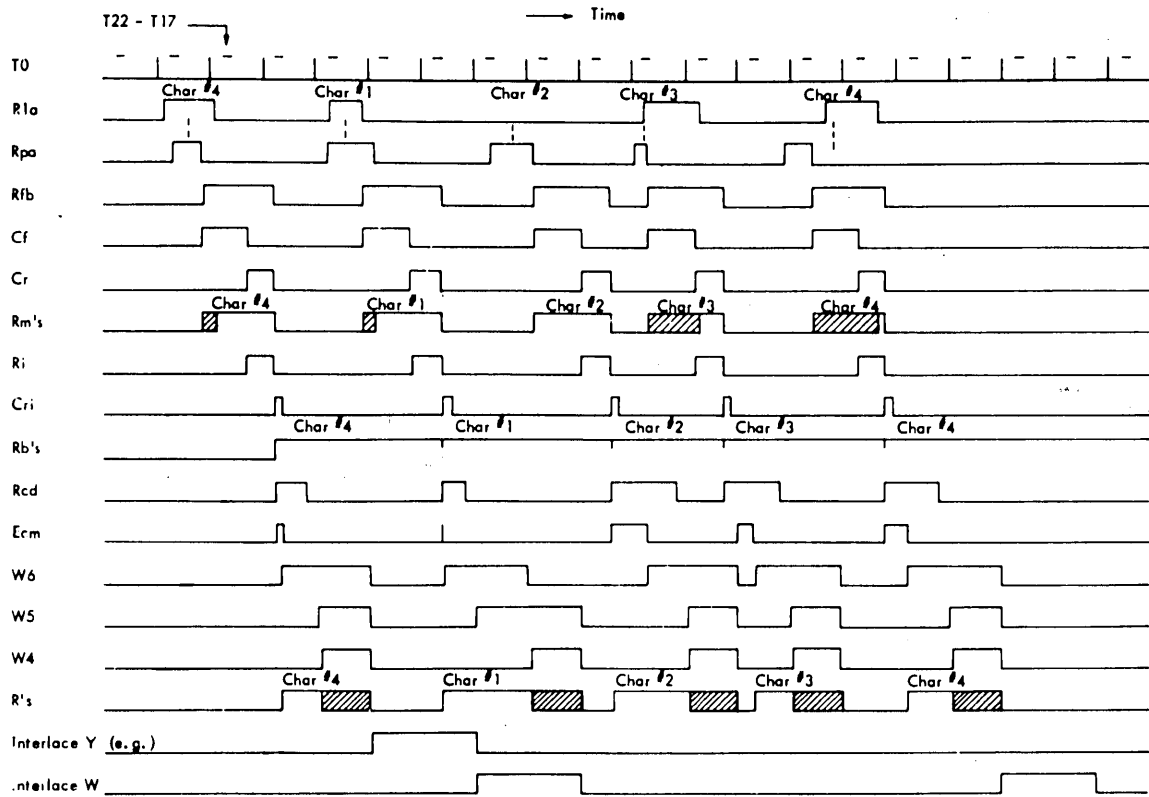 T22 - T17
Time
T0
Char #4 Char #1 Char #2 Char #3 Char #4
R1a
Rpa
Rfb
Cf
Cr
Char #4 Char #1 Char #2 Char #3 Char #4
Rm's
Ri
Cri
Char #4 Char #1 Char #2 Char #3 Char #4
Rb's
Rcd
Ecm
W6
W5
W4
Char #4 Char #1 Char #2 Char #3 Char #4
R's
Interlace Y (e.g.)
Interlace W